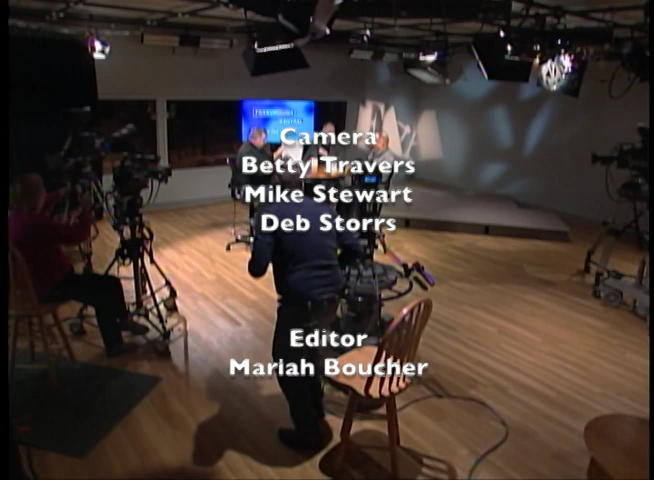 Camera
Betty Travers
Mike Stewart
Deb Storrs
Editor
Mariah Boucher